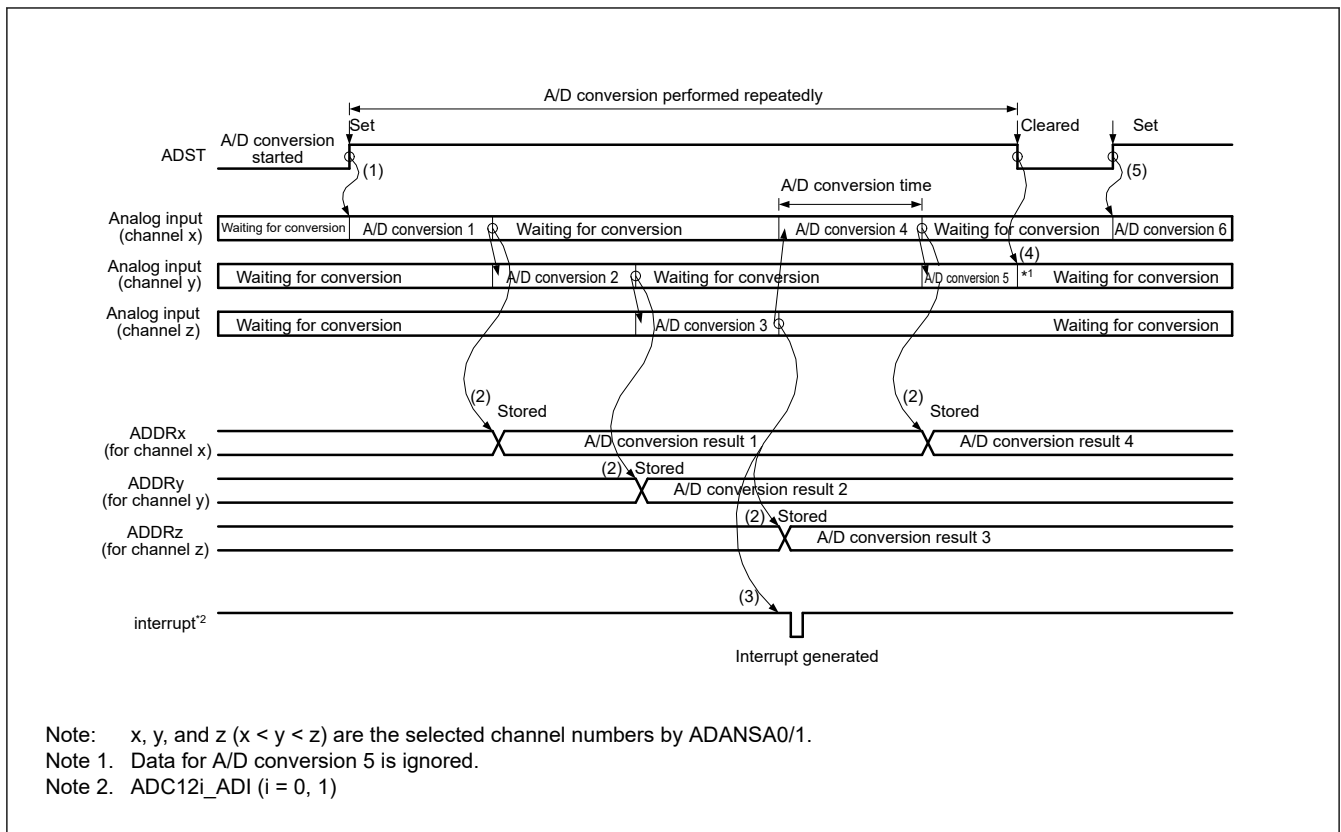 A/D conversion performed repeatedly
Set
Cleared
Set
A/D conversion
started
ADST
(1)
(5)
A/D conversion time
Analog input
(channel x)
Waiting for conversion
A/D conversion 1
Waiting for conversion
A/D conversion 4
Waiting for conversion
A/D conversion 6
(4)
Analog input
(channel y)
Waiting for conversion
A/D conversion 2
Waiting for conversion
A/D conversion 5
*1
Waiting for conversion
Analog input
(channel z)
Waiting for conversion
A/D conversion 3
Waiting for conversion
(2)
Stored
(2)
Stored
ADDRx
(for channel x)
A/D conversion result 1
A/D conversion result 4
(2)
Stored
ADDRy
(for channel y)
A/D conversion result 2
(2)
Stored
ADDRz
(for channel z)
A/D conversion result 3
(3)
interrupt*2
Interrupt generated
Note: x, y, and z (x < y < z) are the selected channel numbers by ADANSA0/1.
Note 1. Data for A/D conversion 5 is ignored.
Note 2. ADC12i_ADI (i = 0, 1)